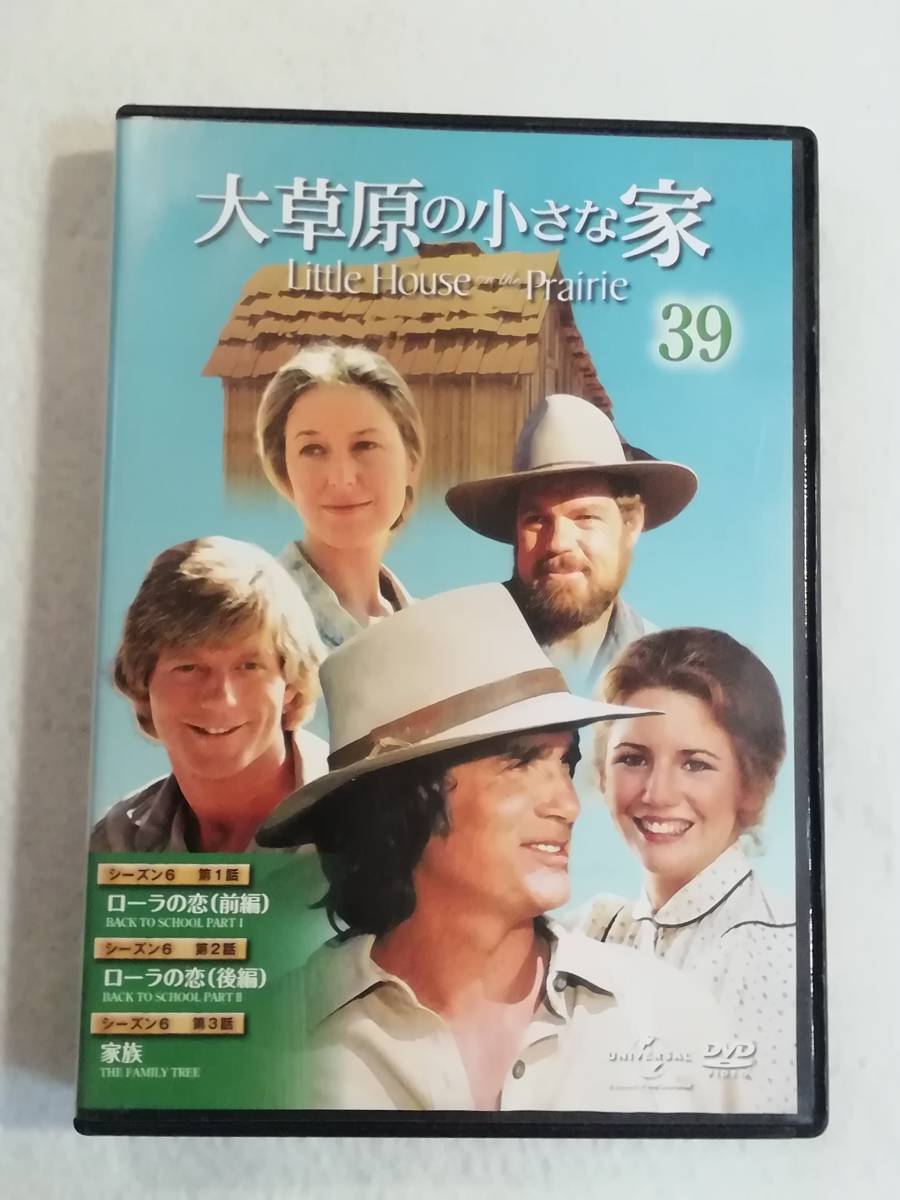 大草原の小さな家
Little House on the Prairie
39
シーズン6 第1話
ローラの恋(前編)
BACK TO SCHOOL PART I
シーズン6 第2話
ローラの恋(後編)
BACK TO SCHOOL PART II
シーズン6 第3話
家族
THE FAMILY TREE
UNIVERSAL
DVD
VIDEO